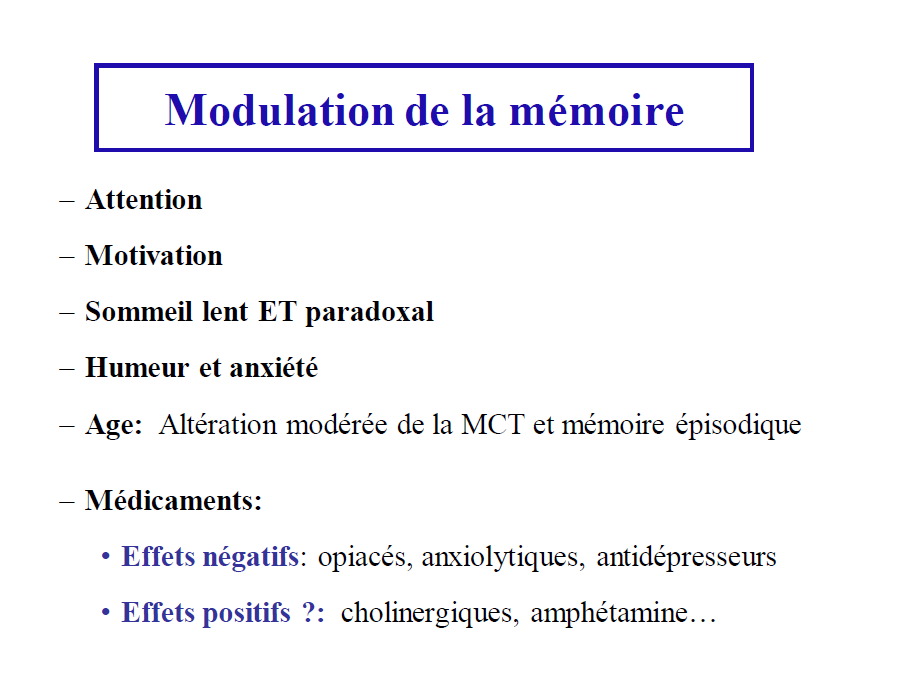 Modulation de la mémoire
– Attention
– Motivation
– Sommeil lent ET paradoxal
– Humeur et anxiété
– Age: Altération modérée de la MCT et mémoire épisodique
– Médicaments:
• Effets négatifs: opiacés, anxiolytiques, antidépresseurs
• Effets positifs ?: cholinergiques, amphétamine…